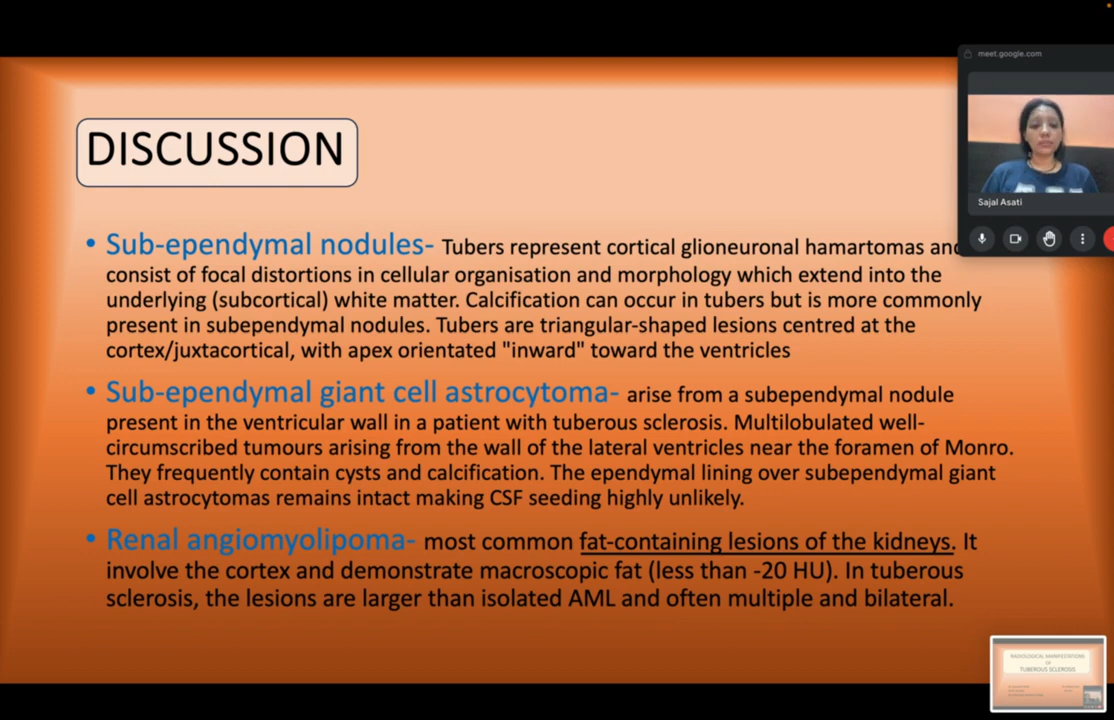 meet.google.com
DISCUSSION
Sajal Asati
• Sub-ependymal nodules- Tubers represent cortical glioneuronal hamartomas and
consist of focal distortions in cellular organisation and morphology which extend into the
underlying (subcortical) white matter. Calcification can occur in tubers but is more commonly
present in subependymal nodules. Tubers are triangular-shaped lesions centred at the
cortex/juxtacortical, with apex orientated "inward" toward the ventricles
• Sub-ependymal giant cell astrocytoma- arise from a subependymal nodule
present in the ventricular wall in a patient with tuberous sclerosis. Multilobulated well-
circumscribed tumours arising from the wall of the lateral ventricles near the foramen of Monro.
They frequently contain cysts and calcification. The ependymal lining over subependymal giant
cell astrocytomas remains intact making CSF seeding highly unlikely.
• Renal angiomyolipoma- most common fat-containing lesions of the kidneys. It
involve the cortex and demonstrate macroscopic fat (less than -20 HU). In tuberous
sclerosis, the lesions are larger than isolated AML and often multiple and bilateral.
RADIOLOGICAL MANIFESTATIONS
OF
TUBEROUS SCLEROSIS